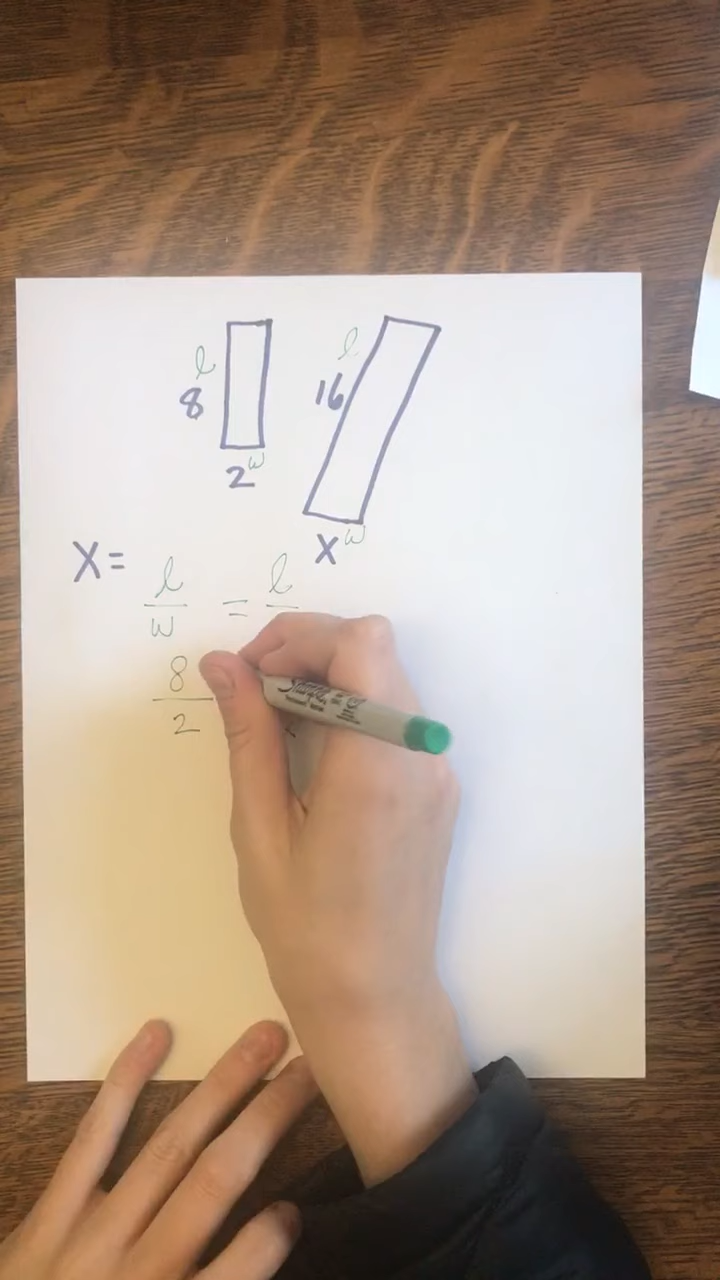 l l
8 16
2 w
X w
X=
l/w = l/
8/2
Sharpie